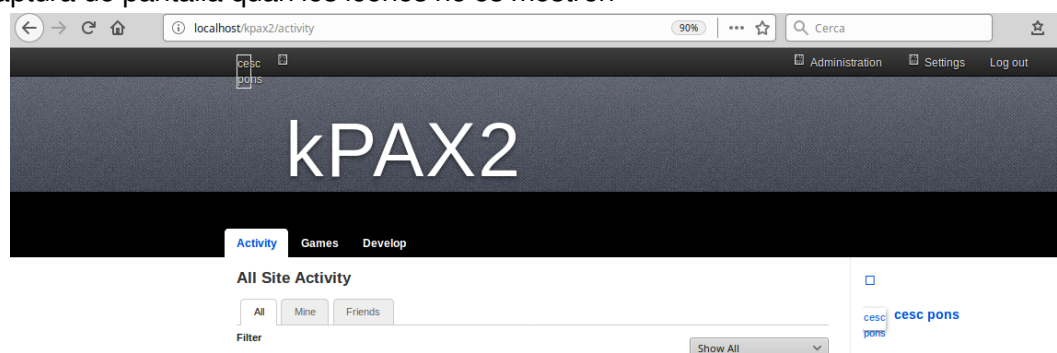 captura de pantalla quan les icones no es mostren
localhost/kpax2/activity 90% Cerca
cesc pons Administration Settings Log out
kPAX2
Activity Games Develop
All Site Activity
All Mine Friends
Filter
Show All
cesc pons
cesc pons